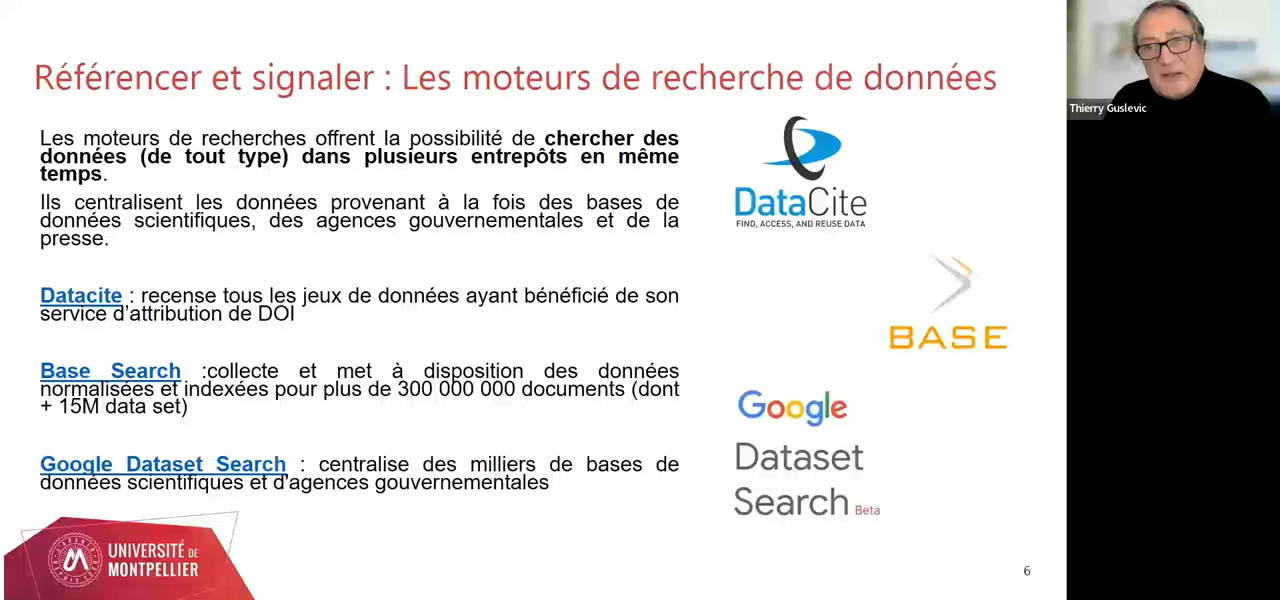 Référencer et signaler : Les moteurs de recherche de données
Les moteurs de recherches offrent la possibilité de chercher des
données (de tout type) dans plusieurs entrepôts en même
temps.
Ils centralisent les données provenant à la fois des bases de
données scientifiques, des agences gouvernementales et de la
presse.
Datacite : recense tous les jeux de données ayant bénéficié de son
service d'attribution de DOI
Base Search :collecte et met à disposition des données
normalisées et indexées pour plus de 300 000 000 documents (dont
+ 15M data set)
Google Dataset Search : centralise des milliers de bases de
données scientifiques et d'agences gouvernementales
DataCite
FIND, ACCESS, AND REUSE DATA
BASE
Google
Dataset
Search Beta
UNIVERSITÉ DE
MONTPELLIER
6
Thierry Guslevic